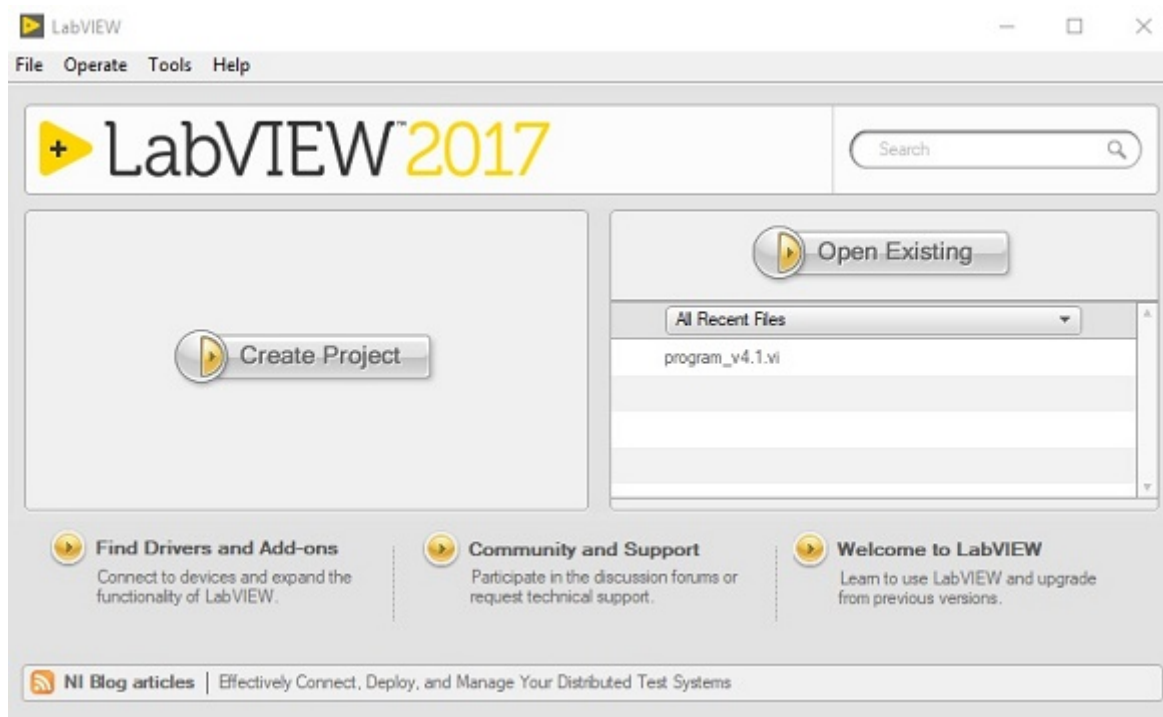 LabVIEW
File Operate Tools Help
LabVIEW™2017
Search
Create Project
Open Existing
All Recent Files
program_v4.1.vi
Find Drivers and Add-ons
Connect to devices and expand the
functionality of LabVIEW.
Community and Support
Participate in the discussion forums or
request technical support.
Welcome to LabVIEW
Learn to use LabVIEW and upgrade
from previous versions.
NI Blog articles | Effectively Connect, Deploy, and Manage Your Distributed Test Systems